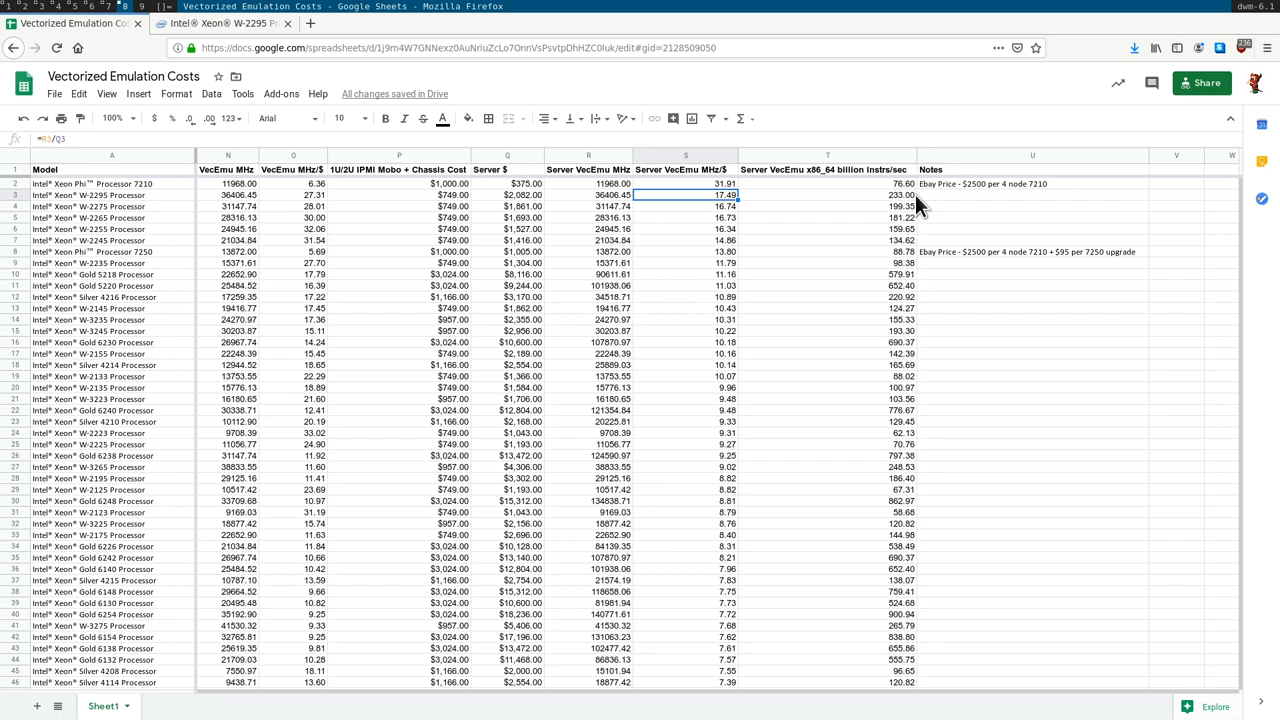 1 2 3 4 5 6 7 8 9 []= Vectorized Emulation Costs - Google Sheets - Mozilla Firefox dwm-6.1
Vectorized Emulation Cos Intel® Xeon® W-2295 Pr
https://docs.google.com/spreadsheets/d/1j9m4W7GNNexz0AuNriuZcLo7OnnVsPsvtpDhHZC0luk/edit#gid=2128509050 236
Vectorized Emulation Costs
File Edit View Insert Format Data Tools Add-ons Help All changes saved in Drive Share
100% $ % .0 .00 123 Arial 10 B I S A
fx =R3/Q3
A N O P Q R S T U V W
1 Model VecEmu MHz VecEmu MHz/$ 1U/2U IPMI Mobo + Chassis Cost Server $ Server VecEmu MHz Server VecEmu MHz/$ Server VecEmu x86_64 billion Instrs/sec Notes
2 Intel® Xeon Phi™ Processor 7210 11968.00 6.36 $1,000.00 $375.00 11968.00 31.91 76.60 Ebay Price - $2500 per 4 node 7210
3 Intel® Xeon® W-2295 Processor 36406.45 27.31 $749.00 $2,082.00 36406.45 17.49 233.00
4 Intel® Xeon® W-2275 Processor 31147.74 28.01 $749.00 $1,861.00 31147.74 16.74 199.35
5 Intel® Xeon® W-2265 Processor 28316.13 30.00 $749.00 $1,693.00 28316.13 16.73 181.22
6 Intel® Xeon® W-2255 Processor 24945.16 32.06 $749.00 $1,527.00 24945.16 16.34 159.65
7 Intel® Xeon® W-2245 Processor 21034.84 31.54 $749.00 $1,416.00 21034.84 14.86 134.62
8 Intel® Xeon Phi™ Processor 7250 13872.00 5.69 $1,000.00 $1,005.00 13872.00 13.80 88.78 Ebay Price - $2500 per 4 node 7210 + $95 per 7250 upgrade
9 Intel® Xeon® W-2235 Processor 15371.61 27.70 $749.00 $1,304.00 15371.61 11.79 98.38
10 Intel® Xeon® Gold 5218 Processor 22652.90 17.79 $3,024.00 $8,116.00 90611.61 11.16 579.91
11 Intel® Xeon® Gold 5220 Processor 25484.52 16.39 $3,024.00 $9,244.00 101938.06 11.03 652.40
12 Intel® Xeon® Silver 4216 Processor 17259.35 17.22 $1,166.00 $3,170.00 34518.71 10.89 220.92
13 Intel® Xeon® W-2145 Processor 19416.77 17.45 $749.00 $1,862.00 19416.77 10.43 124.27
14 Intel® Xeon® W-3235 Processor 24270.97 17.36 $957.00 $2,355.00 24270.97 10.31 155.33
15 Intel® Xeon® W-3245 Processor 30203.87 15.11 $957.00 $2,956.00 30203.87 10.22 193.30
16 Intel® Xeon® Gold 6230 Processor 26967.74 14.24 $3,024.00 $10,600.00 107870.97 10.18 690.37
17 Intel® Xeon® W-2155 Processor 22248.39 15.45 $749.00 $2,189.00 22248.39 10.16 142.39
18 Intel® Xeon® Silver 4214 Processor 12944.52 18.65 $1,166.00 $2,554.00 25889.03 10.14 165.69
19 Intel® Xeon® W-2133 Processor 13753.55 22.29 $749.00 $1,366.00 13753.55 10.07 88.02
20 Intel® Xeon® W-2135 Processor 15776.13 18.89 $749.00 $1,584.00 15776.13 9.96 100.97
21 Intel® Xeon® W-3223 Processor 16180.65 21.60 $957.00 $1,706.00 16180.65 9.48 103.56
22 Intel® Xeon® Gold 6240 Processor 30338.71 12.41 $3,024.00 $12,804.00 121354.84 9.48 776.67
23 Intel® Xeon® Silver 4210 Processor 10112.90 20.19 $1,166.00 $2,168.00 20225.81 9.33 129.45
24 Intel® Xeon® W-2223 Processor 9708.39 33.02 $749.00 $1,043.00 9708.39 9.31 62.13
25 Intel® Xeon® W-2225 Processor 11056.77 24.90 $749.00 $1,193.00 11056.77 9.27 70.76
26 Intel® Xeon® Gold 6238 Processor 31147.74 11.92 $3,024.00 $13,472.00 124590.97 9.25 797.38
27 Intel® Xeon® W-3265 Processor 38833.55 11.60 $957.00 $4,306.00 38833.55 9.02 248.53
28 Intel® Xeon® W-2195 Processor 29125.16 11.41 $749.00 $3,302.00 29125.16 8.82 186.40
29 Intel® Xeon® W-2125 Processor 10517.42 23.69 $749.00 $1,193.00 10517.42 8.82 67.31
30 Intel® Xeon® Gold 6248 Processor 33709.68 10.97 $3,024.00 $15,312.00 134838.71 8.81 862.97
31 Intel® Xeon® W-2123 Processor 9169.03 31.19 $749.00 $1,043.00 9169.03 8.79 58.68
32 Intel® Xeon® W-3225 Processor 18877.42 15.74 $957.00 $2,156.00 18877.42 8.76 120.82
33 Intel® Xeon® W-2175 Processor 22652.90 11.63 $749.00 $2,696.00 22652.90 8.40 144.98
34 Intel® Xeon® Gold 6226 Processor 21034.84 11.84 $3,024.00 $10,128.00 84139.35 8.31 538.49
35 Intel® Xeon® Gold 6242 Processor 26967.74 10.66 $3,024.00 $13,140.00 107870.97 8.21 690.37
36 Intel® Xeon® Gold 6140 Processor 25484.52 10.42 $3,024.00 $12,804.00 101938.06 7.96 652.40
37 Intel® Xeon® Silver 4215 Processor 10787.10 13.59 $1,166.00 $2,754.00 21574.19 7.83 138.07
38 Intel® Xeon® Gold 6148 Processor 29664.52 9.66 $3,024.00 $15,312.00 118658.06 7.75 759.41
39 Intel® Xeon® Gold 6130 Processor 20495.48 10.82 $3,024.00 $10,600.00 81981.94 7.73 524.68
40 Intel® Xeon® Gold 6254 Processor 35192.90 9.25 $3,024.00 $18,236.00 140771.61 7.72 900.94
41 Intel® Xeon® W-3275 Processor 41530.32 9.33 $957.00 $5,406.00 41530.32 7.68 265.79
42 Intel® Xeon® Gold 6154 Processor 32765.81 9.25 $3,024.00 $17,196.00 131063.23 7.62 838.80
43 Intel® Xeon® Gold 6138 Processor 25619.35 9.81 $3,024.00 $13,472.00 102477.42 7.61 655.86
44 Intel® Xeon® Gold 6132 Processor 21709.03 10.28 $3,024.00 $11,468.00 86836.13 7.57 555.75
45 Intel® Xeon® Silver 4208 Processor 7550.97 18.11 $1,166.00 $2,000.00 15101.94 7.55 96.65
46 Intel® Xeon® Silver 4114 Processor 9438.71 13.60 $1,166.00 $2,554.00 18877.42 7.39 120.82
Sheet1 Explore